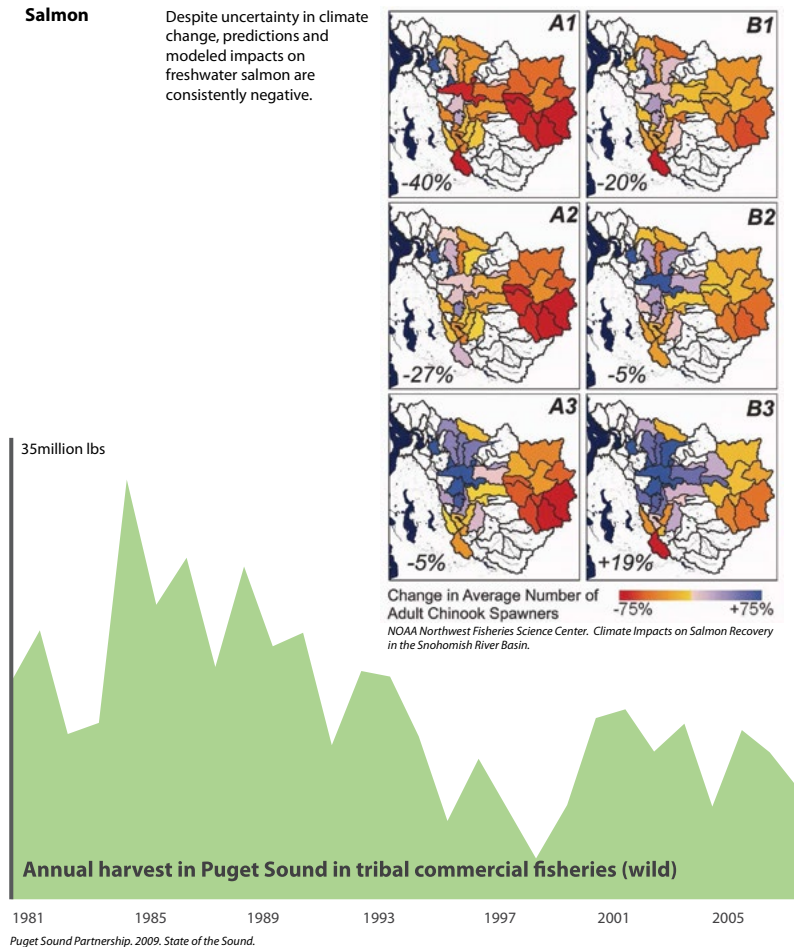 Salmon
Despite uncertainty in climate
change, predictions and
modeled impacts on
freshwater salmon are
consistently negative.
A1
-40%
B1
-20%
A2
-27%
B2
-5%
A3
-5%
B3
+19%
Change in Average Number of
Adult Chinook Spawners
-75%
+75%
NOAA Northwest Fisheries Science Center. Climate Impacts on Salmon Recovery
in the Snohomish River Basin.
35million lbs
Annual harvest in Puget Sound in tribal commercial fisheries (wild)
1981
1985
1989
1993
1997
2001
2005
Puget Sound Partnership. 2009. State of the Sound.